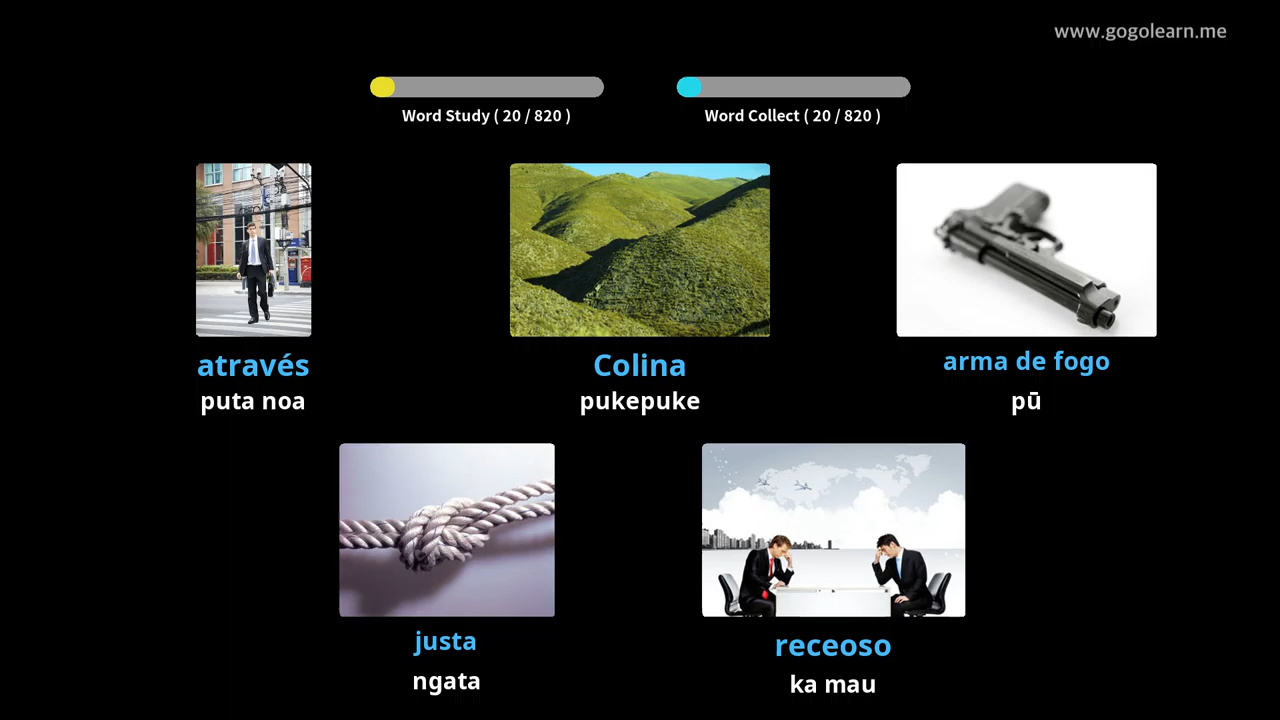 www.gogolearn.me
Word Study ( 20 / 820 )
Word Collect ( 20 / 820 )
através
puta noa
Colina
pukepuke
arma de fogo
pū
justa
ngata
receoso
ka mau